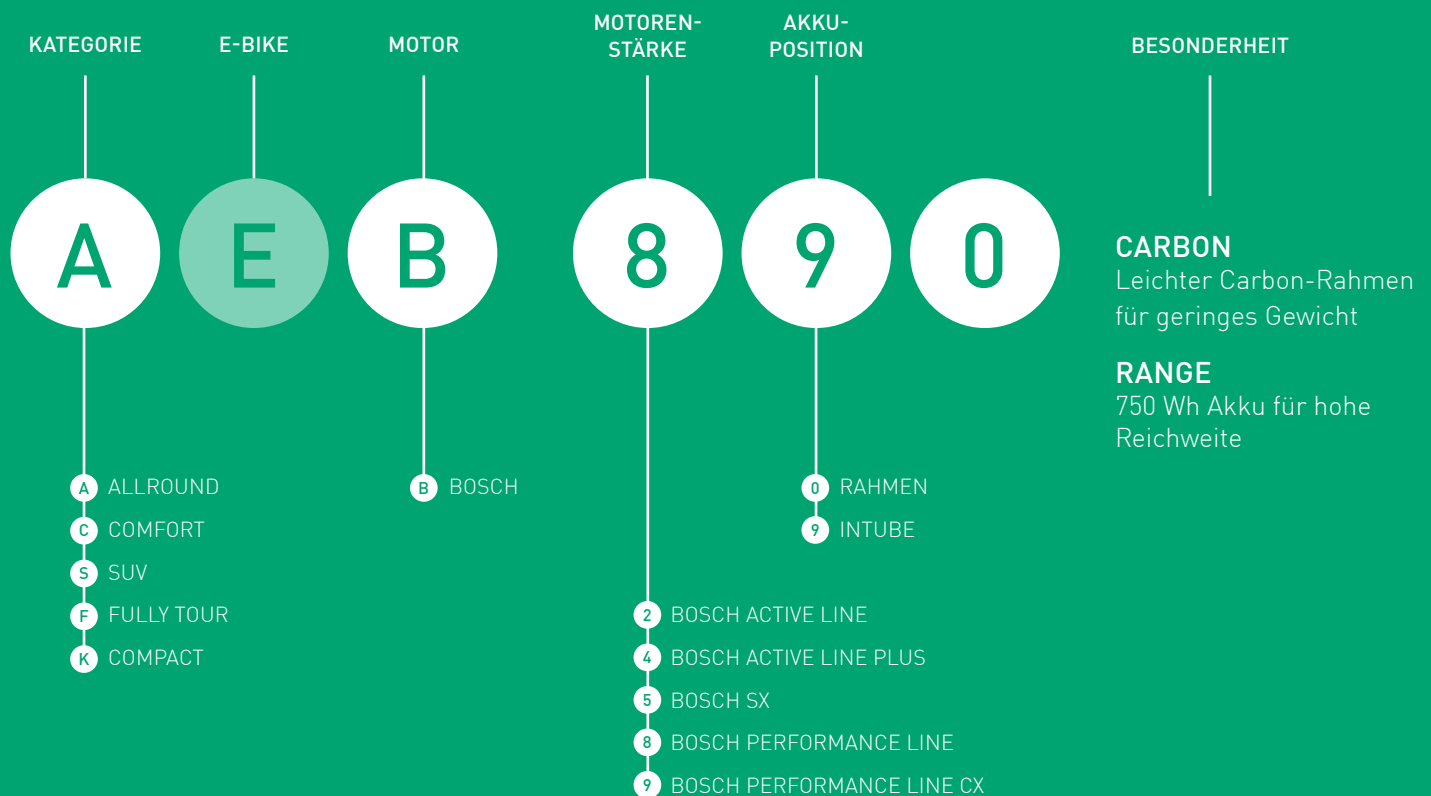 KATEGORIE
E-BIKE
MOTOR
MOTOREN-
STÄRKE
AKKU-
POSITION
BESONDERHEIT
A
E
B
8
9
0
CARBON
Leichter Carbon-Rahmen
für geringes Gewicht
RANGE
750 Wh Akku für hohe
Reichweite
A ALLROUND
C COMFORT
S SUV
F FULLY TOUR
K COMPACT
B BOSCH
2 BOSCH ACTIVE LINE
4 BOSCH ACTIVE LINE PLUS
5 BOSCH SX
8 BOSCH PERFORMANCE LINE
9 BOSCH PERFORMANCE LINE CX
0 RAHMEN
9 INTUBE